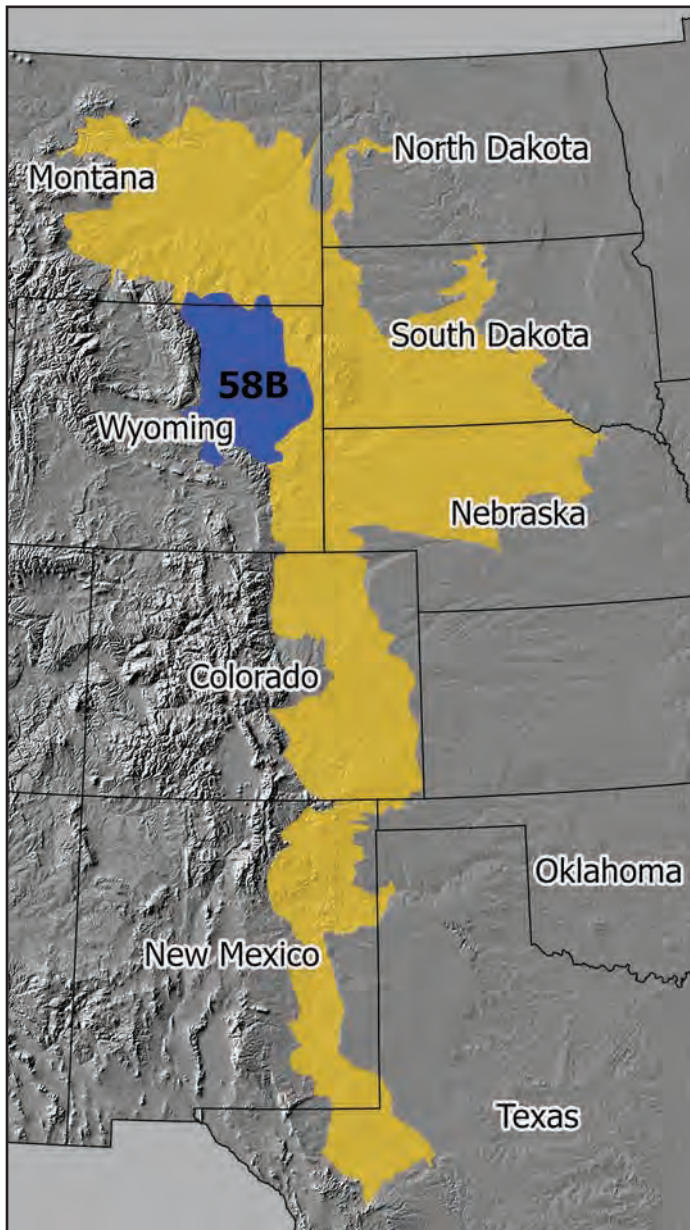 North Dakota
Montana
South Dakota
58B
Wyoming
Nebraska
Colorado
Oklahoma
New Mexico
Texas